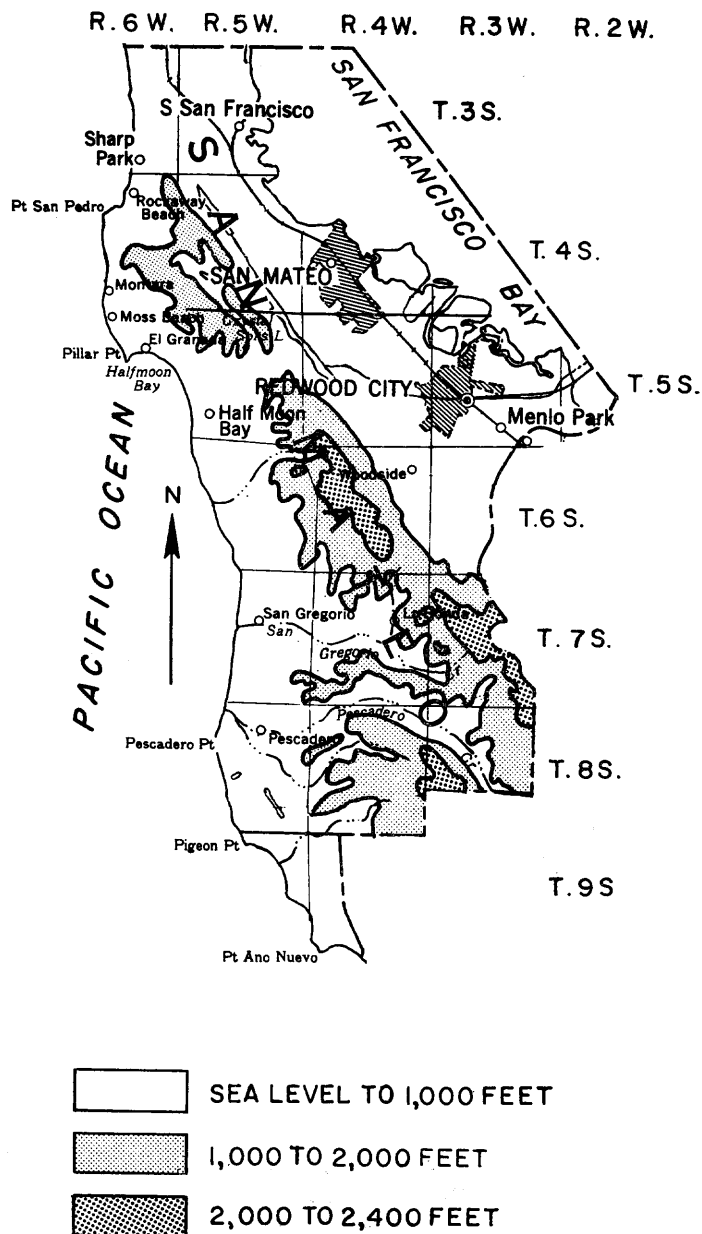 R. 6 W. R. 5 W. R. 4 W. R. 3 W. R. 2 W.
SAN FRANCISCO BAY
T. 3 S.
S San Francisco
Sharp
Park
S
Pt San Pedro
Rockaway
Beach
A
T. 4 S.
SAN MATEO
Montara
N
Moss Beach
El Granada
Pillar Pt
Halfmoon
Bay
REDWOOD CITY
T. 5 S.
Menlo Park
Half Moon
Bay
PACIFIC OCEAN
Woodside
N
T. 6 S.
San Gregorio
San
Gregorio
La Honda
T. 7 S.
Pescadero
Pescadero
Pescadero Pt
T. 8 S.
Pigeon Pt
T. 9 S
Pt Ano Nuevo
SEA LEVEL TO 1,000 FEET
1,000 TO 2,000 FEET
2,000 TO 2,400 FEET